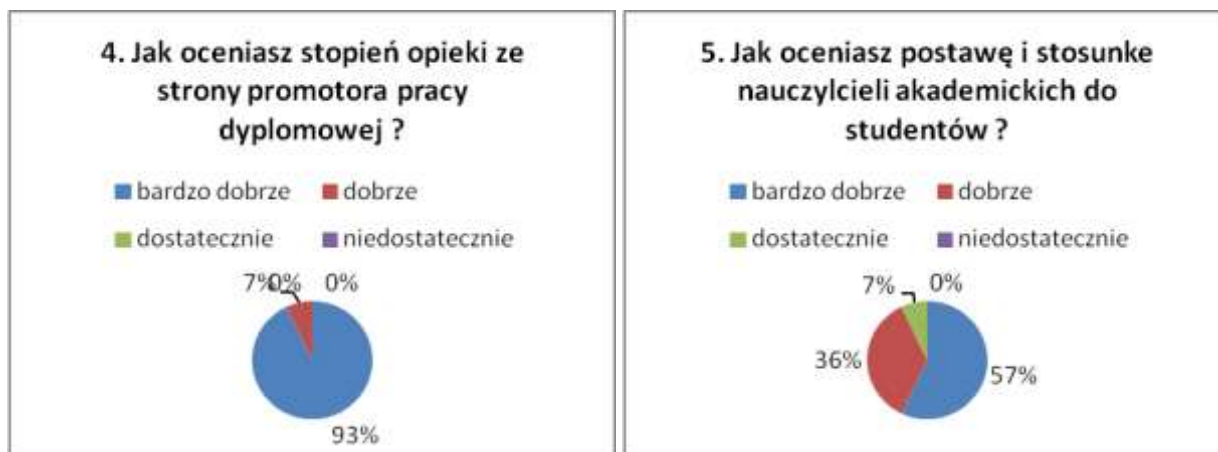 4. Jak oceniasz stopień opieki ze
strony promotora pracy
dyplomowej ?
bardzo dobrze dobrze
dostatecznie niedostatecznie
7% 0% 0%
93%
5. Jak oceniasz postawę i stosunke
nauczylcieli akademickich do
studentów ?
bardzo dobrze dobrze
dostatecznie niedostatecznie
7% 0%
36%
57%